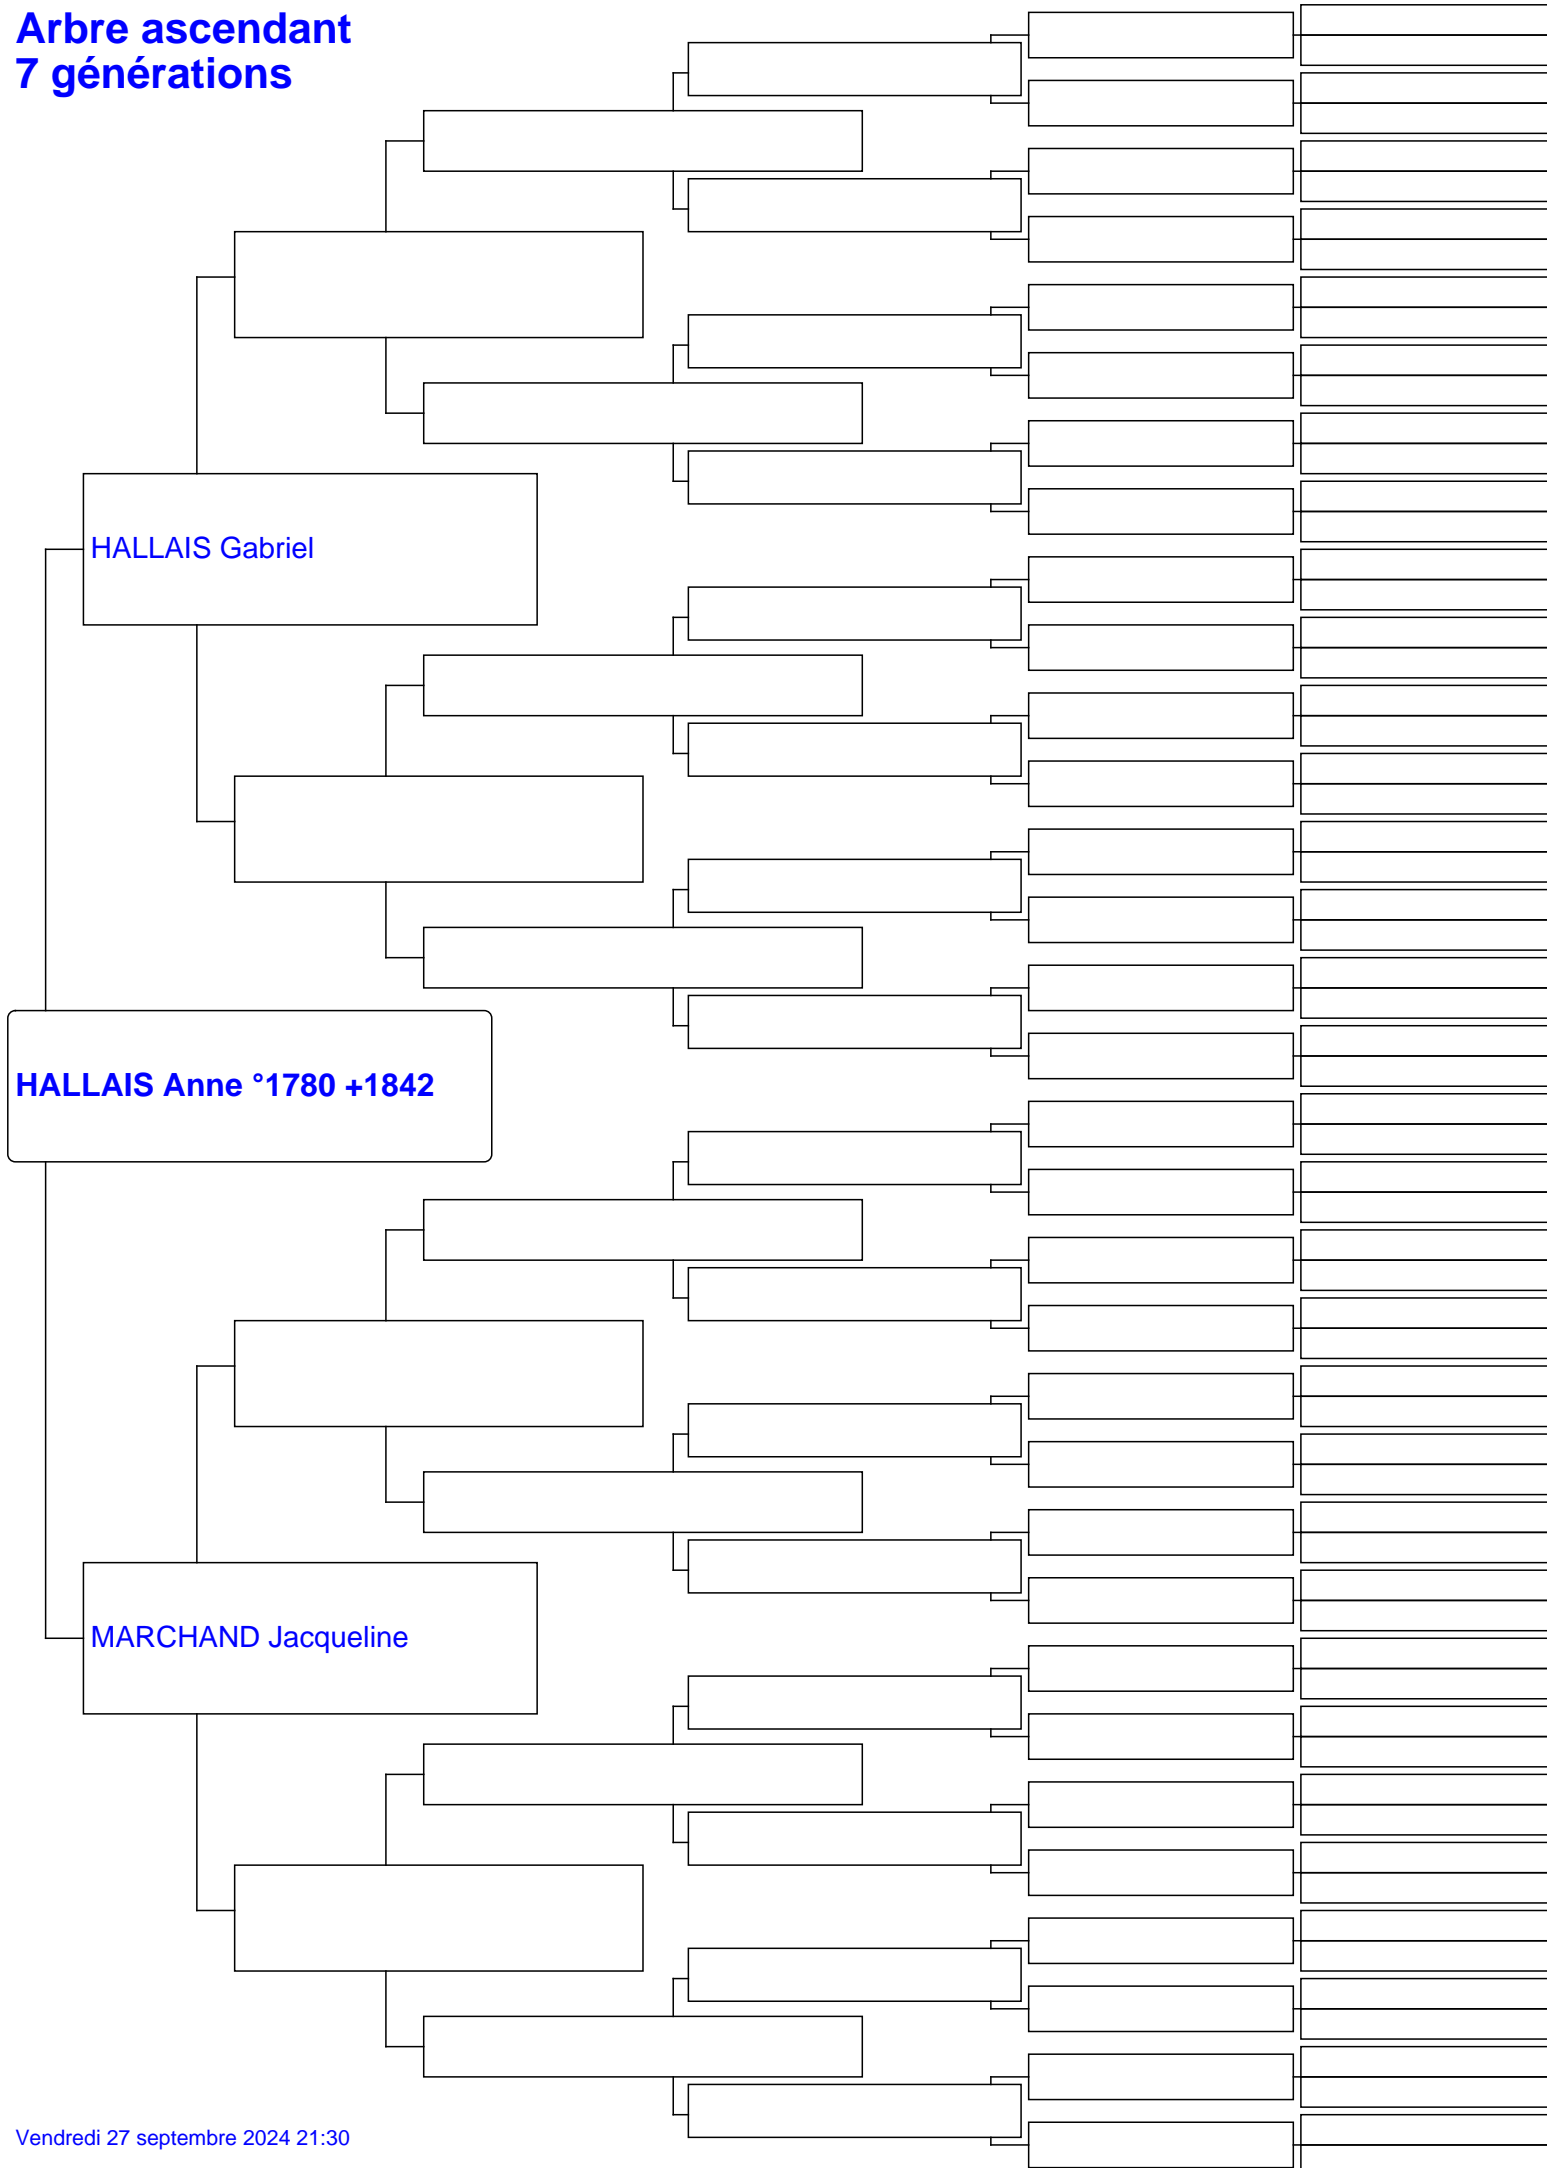 Arbre ascendant
7 générations
HALLAIS Gabriel
HALLAIS Anne °1780 +1842
MARCHAND Jacqueline
Vendredi 27 septembre 2024 21:30